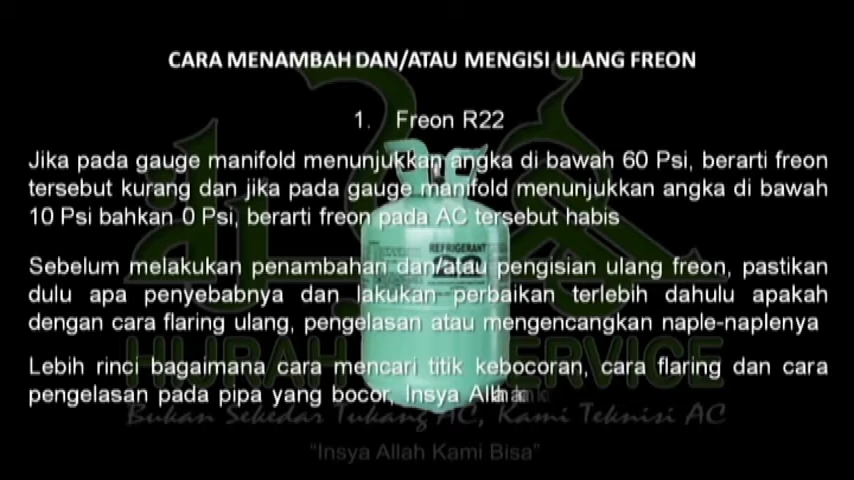 CARA MENAMBAH DAN/ATAU MENGISI ULANG FREON
1. Freon R22
Jika pada gauge manifold menunjukkan angka di bawah 60 Psi, berarti freon
tersebut kurang dan jika pada gauge manifold menunjukkan angka di bawah
10 Psi bahkan 0 Psi, berarti freon pada AC tersebut habis
Sebelum melakukan penambahan dan/atau pengisian ulang freon, pastikan
dulu apa penyebabnya dan lakukan perbaikan terlebih dahulu apakah
dengan cara flaring ulang, pengelasan atau mengencangkan naple-naplenya
Lebih rinci bagaimana cara mencari titik kebocoran, cara flaring dan cara
pengelasan pada pipa yang bocor, Insya
REFRIGERANT
HIJRAH SERVICE
Bukan Sekedar Tukang AC, Kami Teknisi AC
"Insya Allah Kami Bisa"